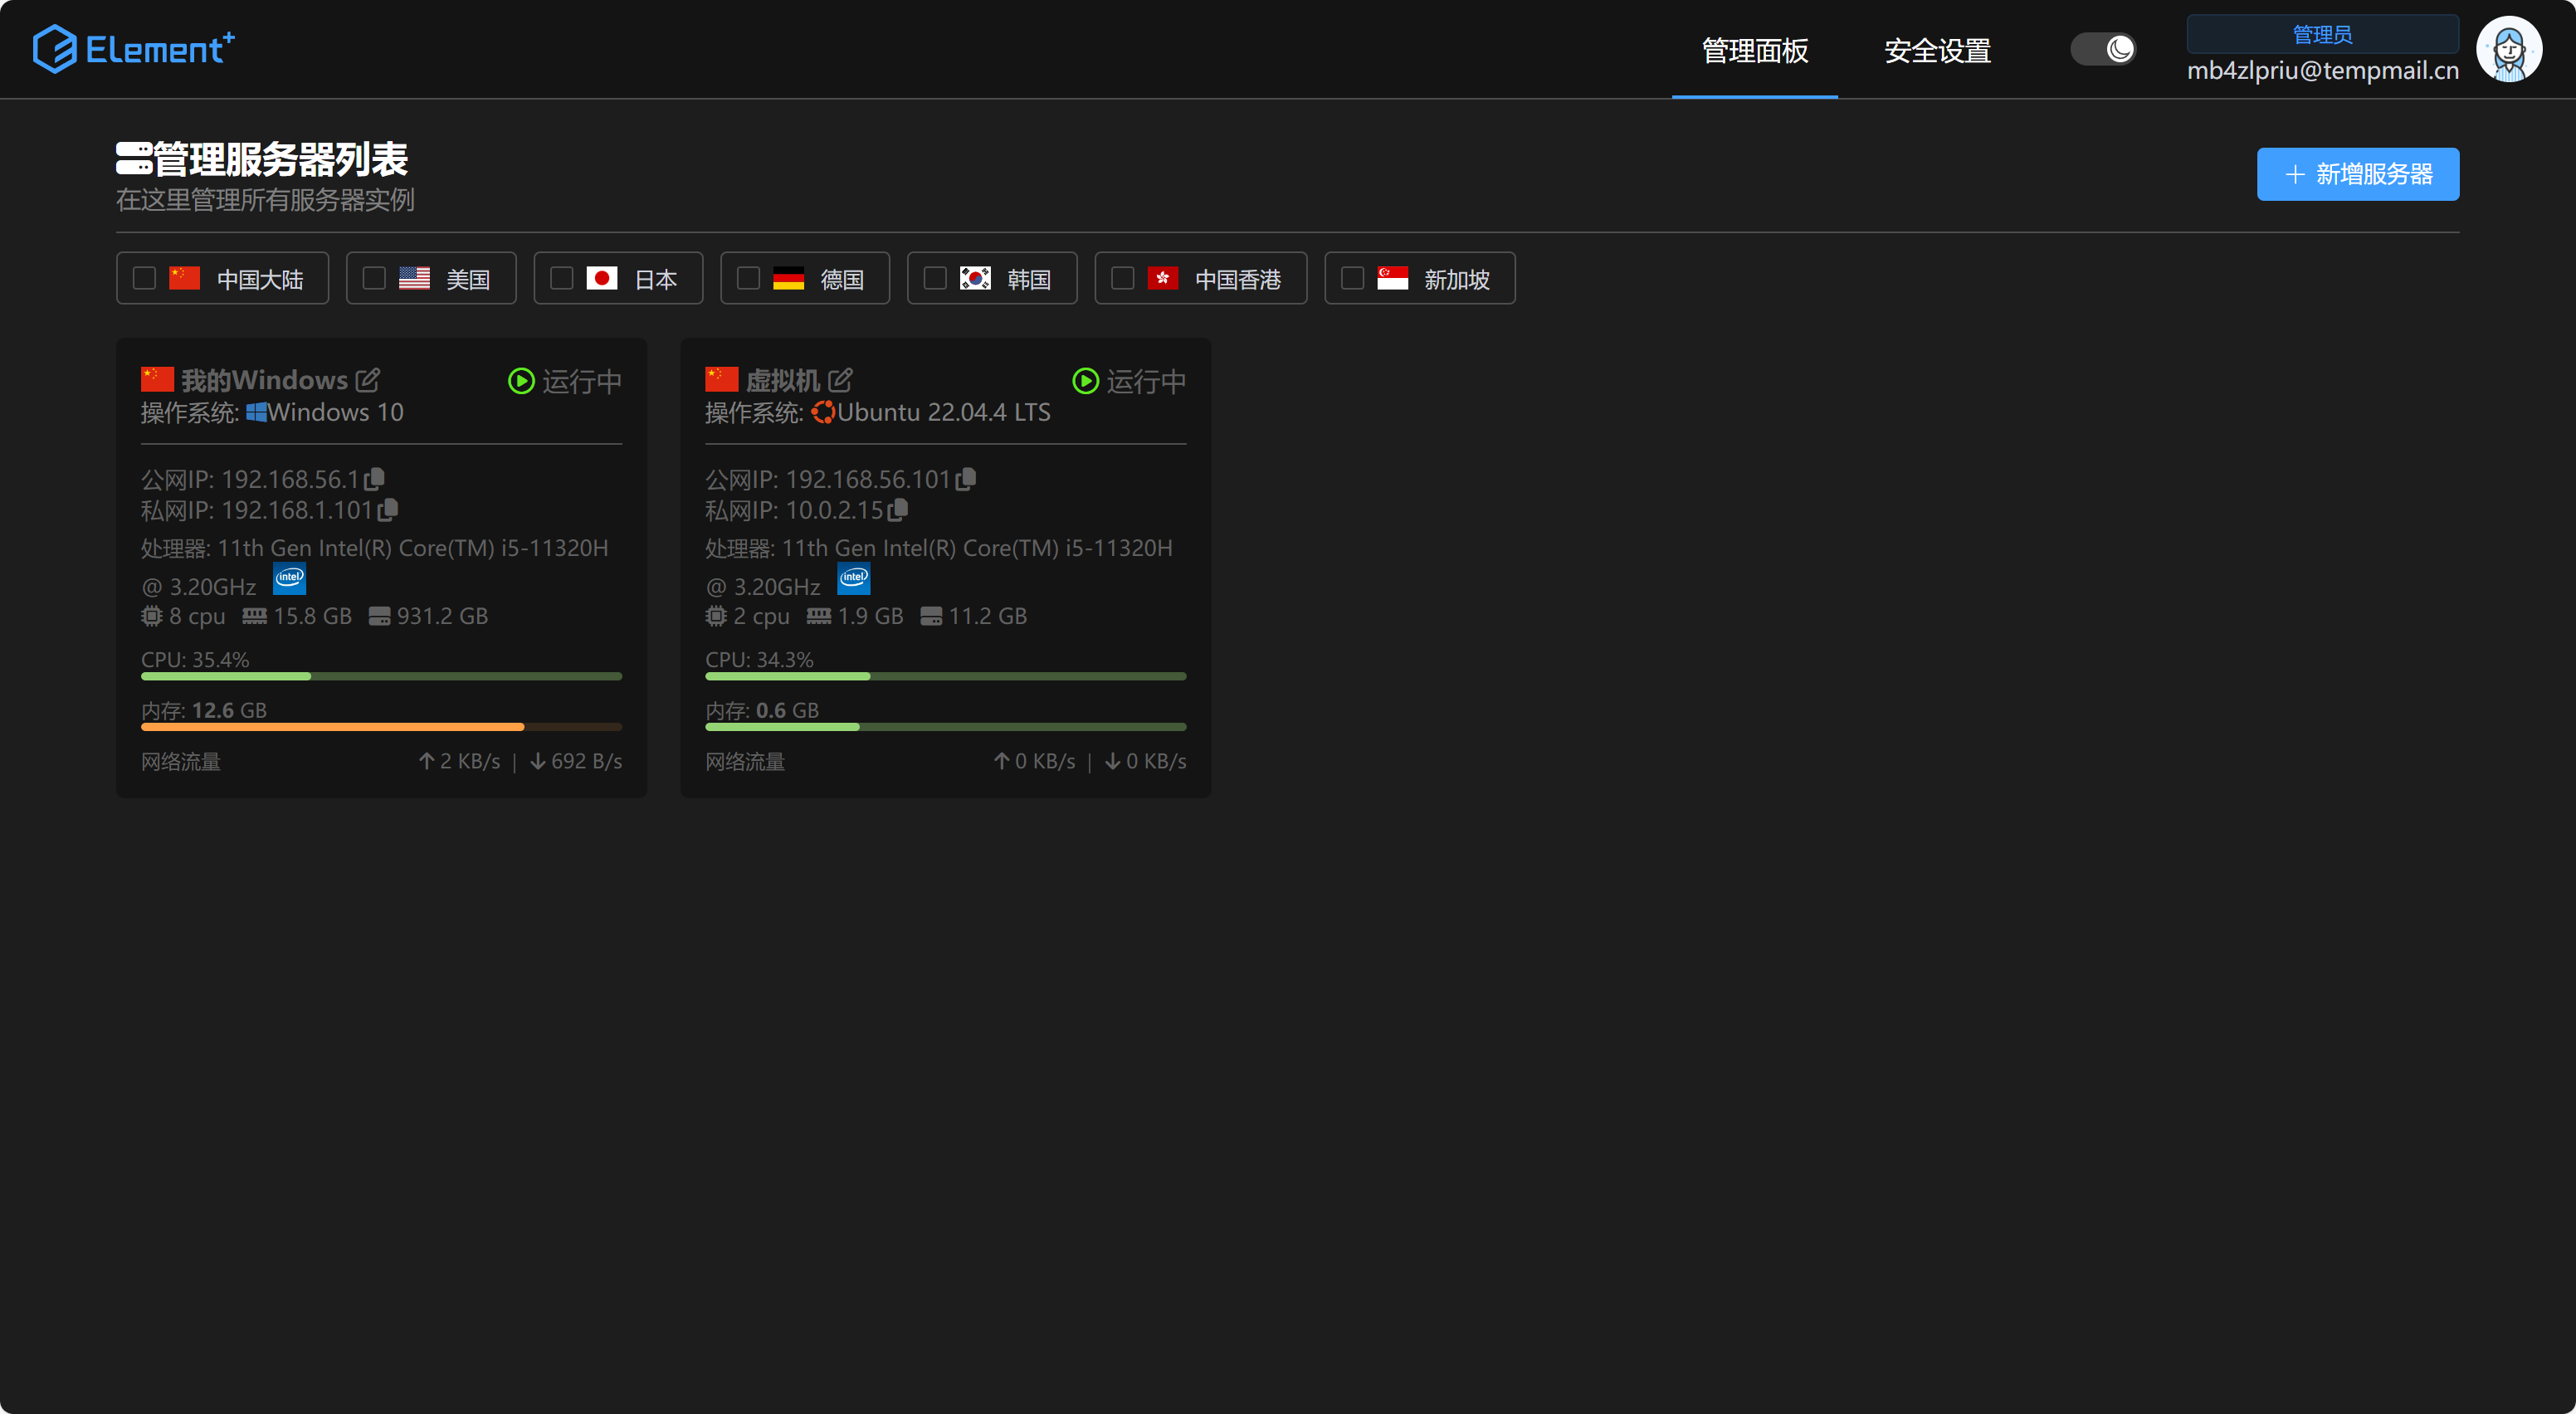 Element+
管理面板
安全设置
管理员
mb4zlpriu@tempmail.cn
管理服务器列表
在这里管理所有服务器实例
新增服务器
中国大陆
美国
日本
德国
韩国
中国香港
新加坡
我的Windows
运行中
操作系统: Windows 10
公网IP: 192.168.56.1
私网IP: 192.168.1.101
处理器: 11th Gen Intel(R) Core(TM) i5-11320H
@ 3.20GHz intel
8 cpu 15.8 GB 931.2 GB
CPU: 35.4%
内存: 12.6 GB
网络流量 2 KB/s | 692 B/s
虚拟机
运行中
操作系统: Ubuntu 22.04.4 LTS
公网IP: 192.168.56.101
私网IP: 10.0.2.15
处理器: 11th Gen Intel(R) Core(TM) i5-11320H
@ 3.20GHz intel
2 cpu 1.9 GB 11.2 GB
CPU: 34.3%
内存: 0.6 GB
网络流量 0 KB/s | 0 KB/s